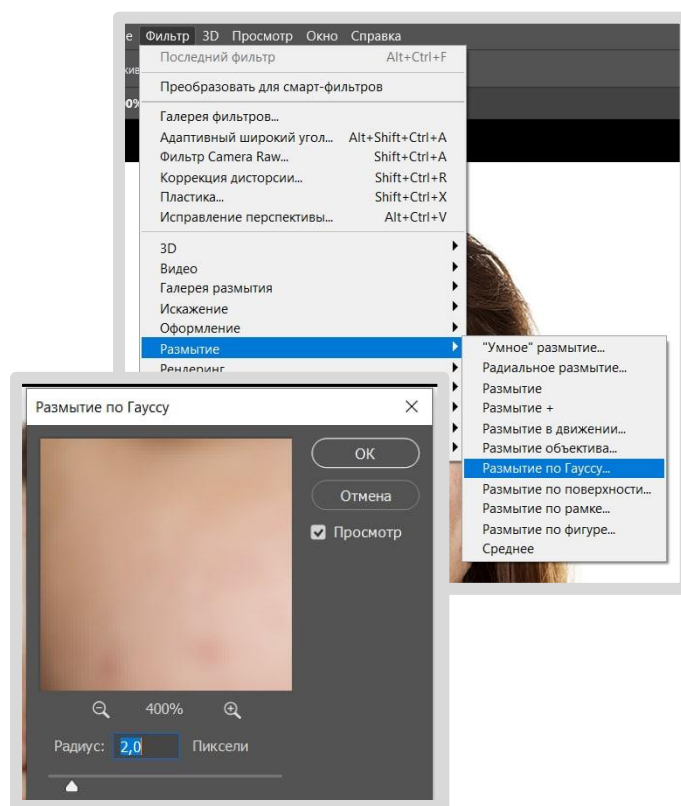 е Фильтр 3D Просмотр Окно Справка
Последний фильтр Alt+Ctrl+F
кив
Преобразовать для смарт-фильтров
00%
Галерея фильтров...
Адаптивный широкий угол... Alt+Shift+Ctrl+A
Фильтр Camera Raw... Shift+Ctrl+A
Коррекция дисторсии... Shift+Ctrl+R
Пластика... Shift+Ctrl+X
Исправление перспективы... Alt+Ctrl+V
3D
Видео
Галерея размытия
Искажение
Оформление
Размытие
Рендеринг
"Умное" размытие...
Радиальное размытие...
Размытие
Размытие +
Размытие в движении...
Размытие объектива...
Размытие по Гауссу...
Размытие по поверхности...
Размытие по рамке...
Размытие по фигуре...
Среднее
Размытие по Гауссу
ОК
Отмена
Просмотр
400%
Радиус: 2,0 Пиксели